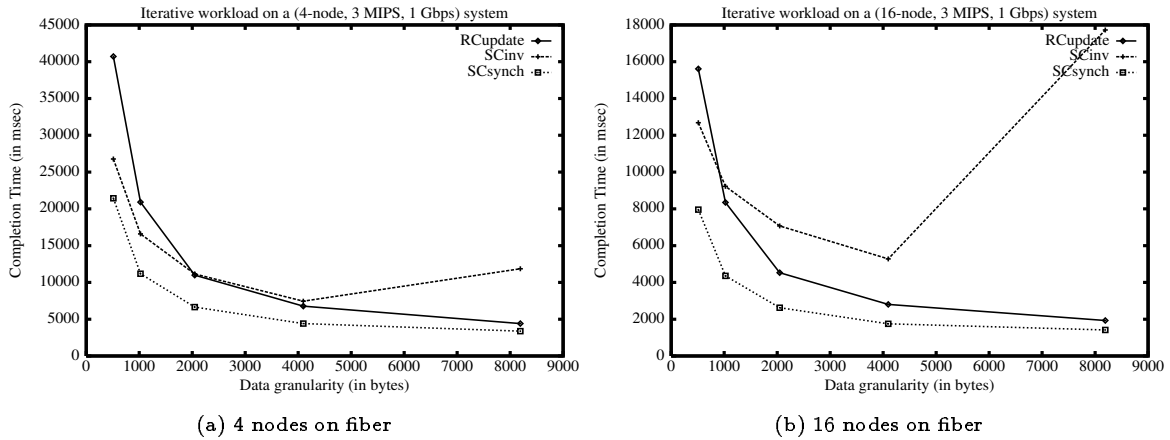 Iterative workload on a (4-node, 3 MIPS, 1 Gbps) system
45000
40000
35000
30000
25000
20000
15000
10000
5000
0
Completion Time (in msec)
RCupdate
SCinv
SCsynch
0 1000 2000 3000 4000 5000 6000 7000 8000 9000
Data granularity (in bytes)
(a) 4 nodes on fiber
Iterative workload on a (16-node, 3 MIPS, 1 Gbps) system
18000
16000
14000
12000
10000
8000
6000
4000
2000
0
Completion Time (in msec)
RCupdate
SCinv
SCsynch
0 1000 2000 3000 4000 5000 6000 7000 8000 9000
Data granularity (in bytes)
(b) 16 nodes on fiber